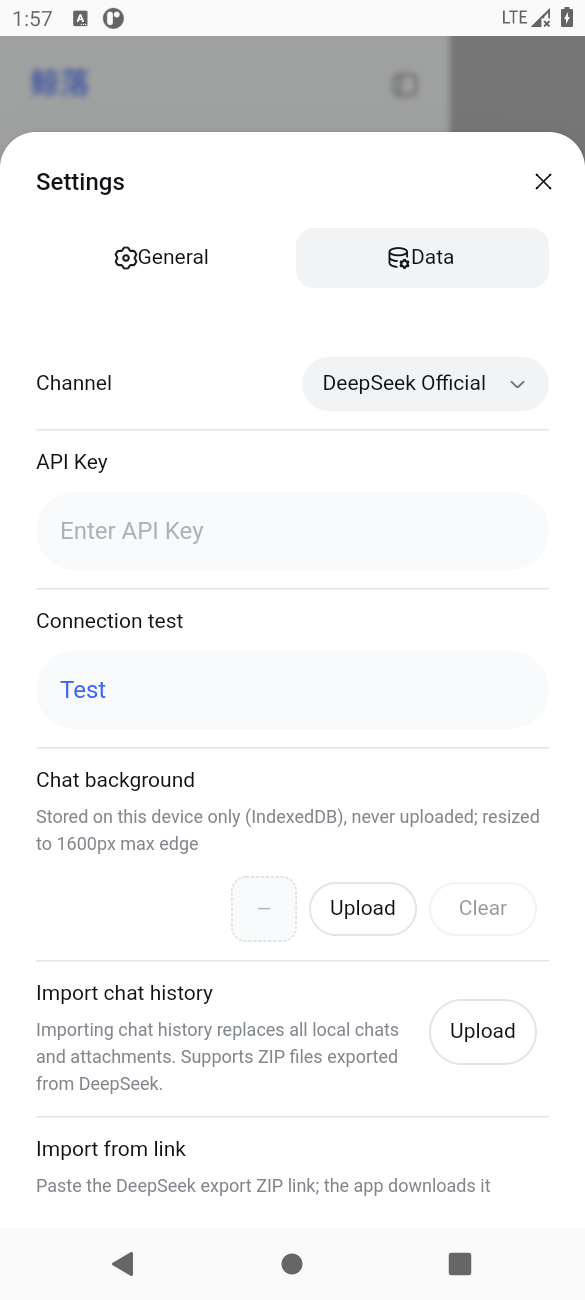 1:57
A
LTE
鲸落
Settings
General
Data
Channel
DeepSeek Official
API Key
Enter API Key
Connection test
Test
Chat background
Stored on this device only (IndexedDB), never uploaded; resized
to 1600px max edge
–
Upload
Clear
Import chat history
Importing chat history replaces all local chats
and attachments. Supports ZIP files exported
from DeepSeek.
Upload
Import from link
Paste the DeepSeek export ZIP link; the app downloads it